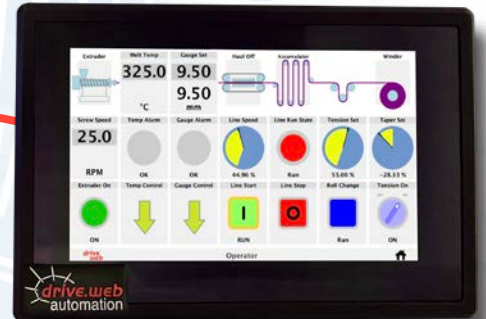 Extruder Melt Temp Gauge Set Haul Off Accumulator Winder
325.0 9.50
9.50
°C mm
Screw Speed Temp Alarm Gauge Alarm Line Speed Line Run State Tension Set Taper Set
25.0
RPM OK OK 44.96 % Run 55.00 % -28.33 %
Extruder On Temp Control Gauge Control Line Start Line Stop Roll Change Tension On
I O
ON RUN Run ON
drive.web Operator
drive.web
automation